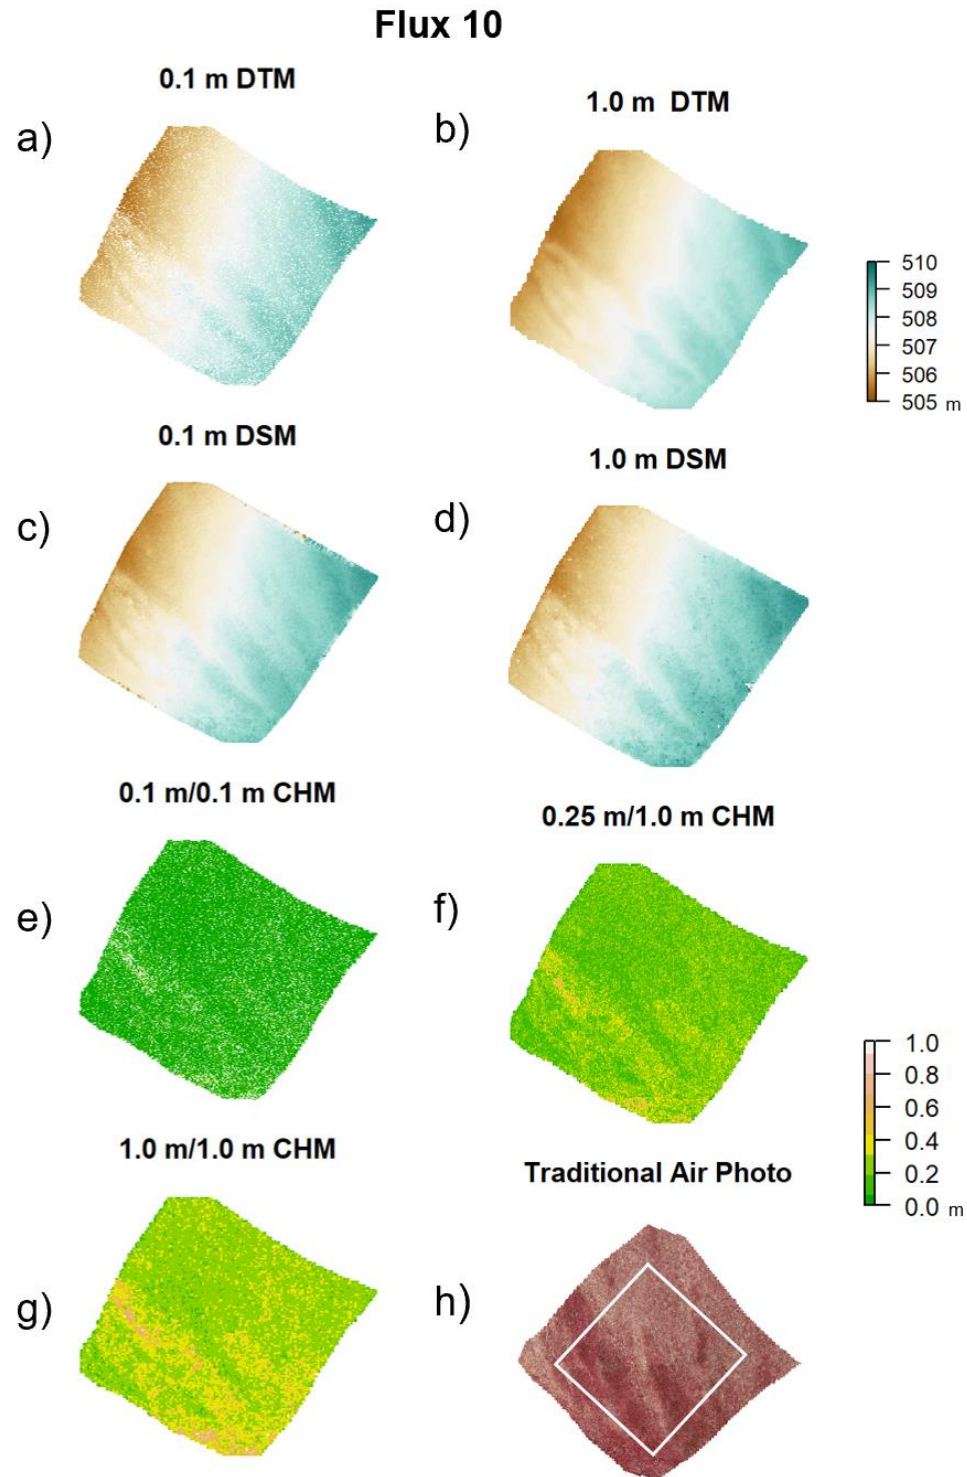 Flux 10
0.1 m DTM
1.0 m DTM
a)
b)
510
509
508
507
506
505 m
0.1 m DSM
1.0 m DSM
c)
d)
0.1 m/0.1 m CHM
0.25 m/1.0 m CHM
e)
f)
1.0
0.8
0.6
0.4
0.2
0.0 m
1.0 m/1.0 m CHM
Traditional Air Photo
g)
h)